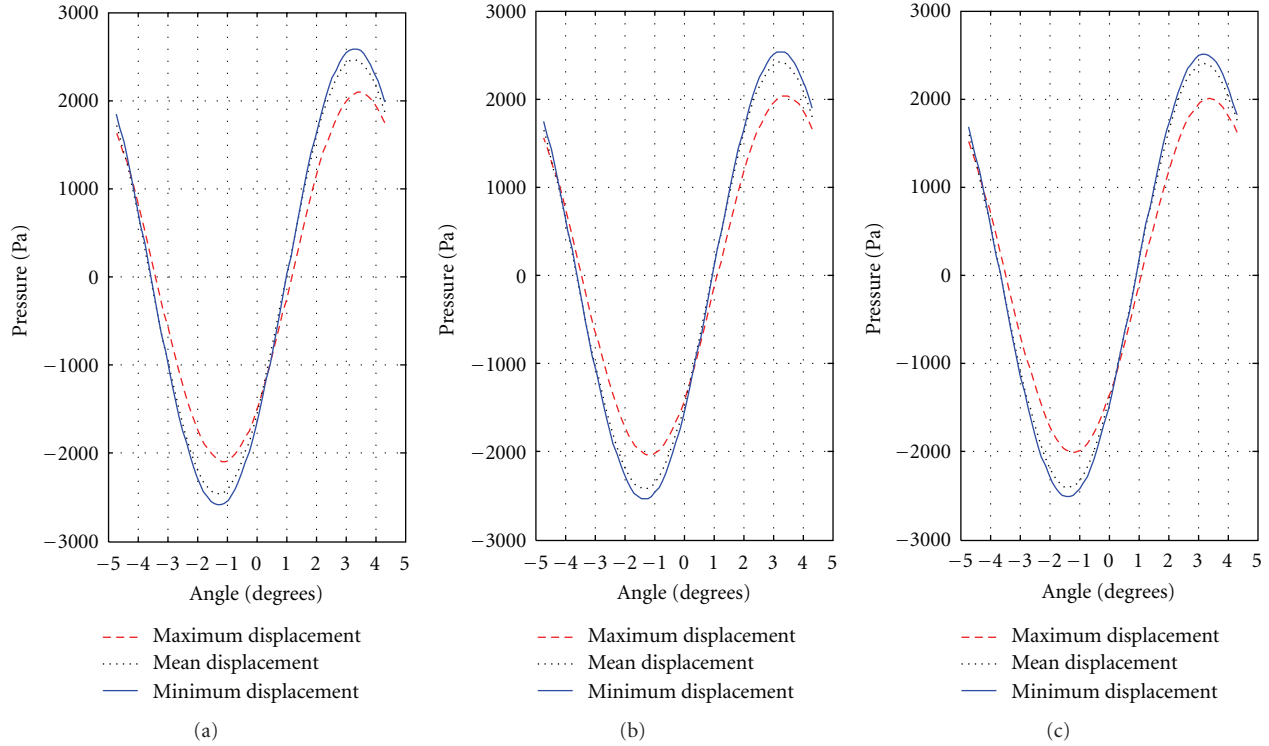 3000
2000
1000
0
−1000
−2000
−3000
Pressure (Pa)
−5 −4 −3 −2 −1 0 1 2 3 4 5
Angle (degrees)
Maximum displacement
Mean displacement
Minimum displacement
(a)
3000
2000
1000
0
−1000
−2000
−3000
Pressure (Pa)
−5 −4 −3 −2 −1 0 1 2 3 4 5
Angle (degrees)
Maximum displacement
Mean displacement
Minimum displacement
(b)
3000
2000
1000
0
−1000
−2000
−3000
Pressure (Pa)
−5 −4 −3 −2 −1 0 1 2 3 4 5
Angle (degrees)
Maximum displacement
Mean displacement
Minimum displacement
(c)